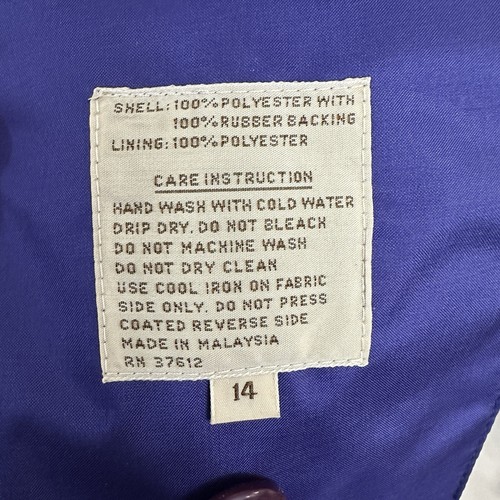 SHELL: 100% POLYESTER WITH
100% RUBBER BACKING
LINING: 100% POLYESTER
CARE INSTRUCTION
HAND WASH WITH COLD WATER
DRIP DRY. DO NOT BLEACH
DO NOT MACHINE WASH
DO NOT DRY CLEAN
USE COOL IRON ON FABRIC
SIDE ONLY. DO NOT PRESS
COATED REVERSE SIDE
MADE IN MALAYSIA
RN 37612
14